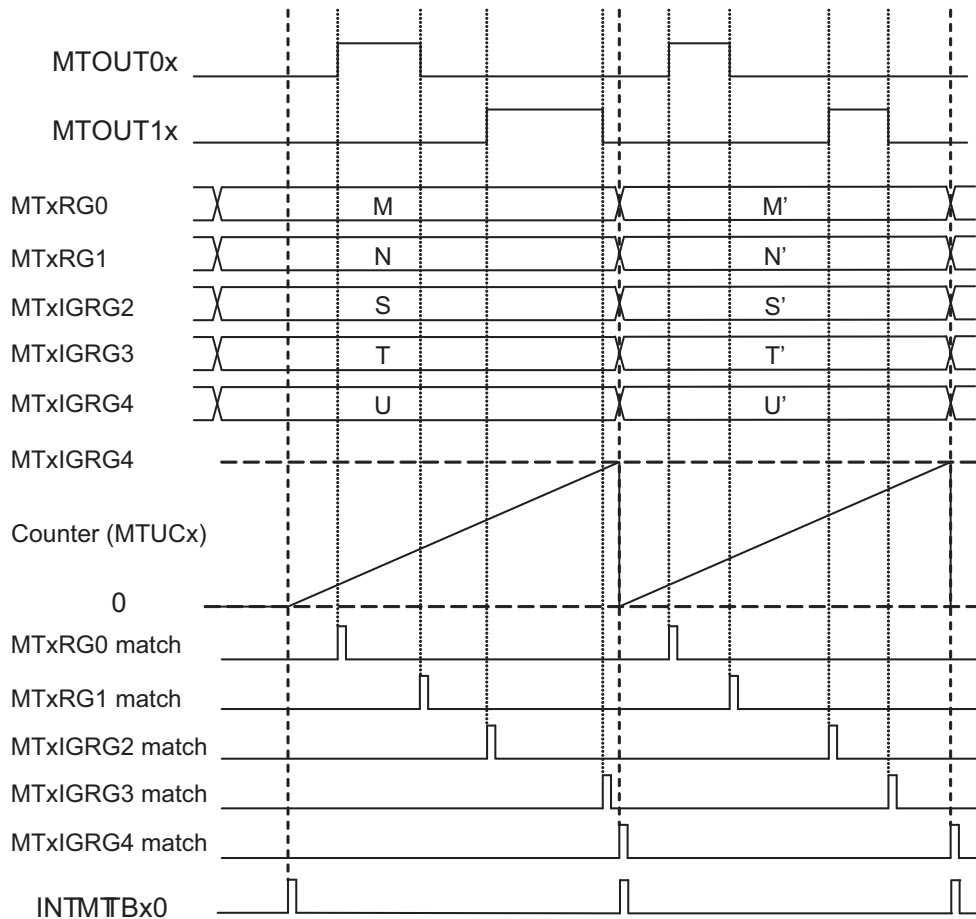 MTOUT0x
MTOUT1x
MTxRG0 M M’
MTxRG1 N N’
MTxIGRG2 S S’
MTxIGRG3 T T’
MTxIGRG4 U U’
MTxIGRG4
Counter (MTUCx)
0
MTxRG0 match
MTxRG1 match
MTxIGRG2 match
MTxIGRG3 match
MTxIGRG4 match
INTMTTBx0